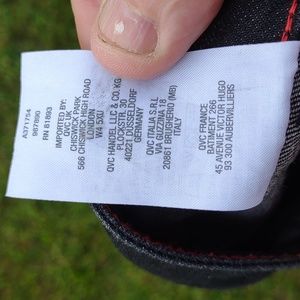 A371754
987890
RN 81893
IMPORTED BY:
QVC UK
CHISWICK PARK
566 CHISWICK HIGH ROAD
LONDON
W4 5XU
QVC HANDEL LLC & CO. KG
PLOCKSTR. 30
40221 DÜSSELDORF
GERMANY
QVC ITALIA S.R.L
VIA GUZZINA 18
20861 BRUGHERIO (MB)
ITALY
QVC FRANCE
BATIMENT 266
45 AVENUE VICTOR HUGO
93 300 AUBERVILLIERS